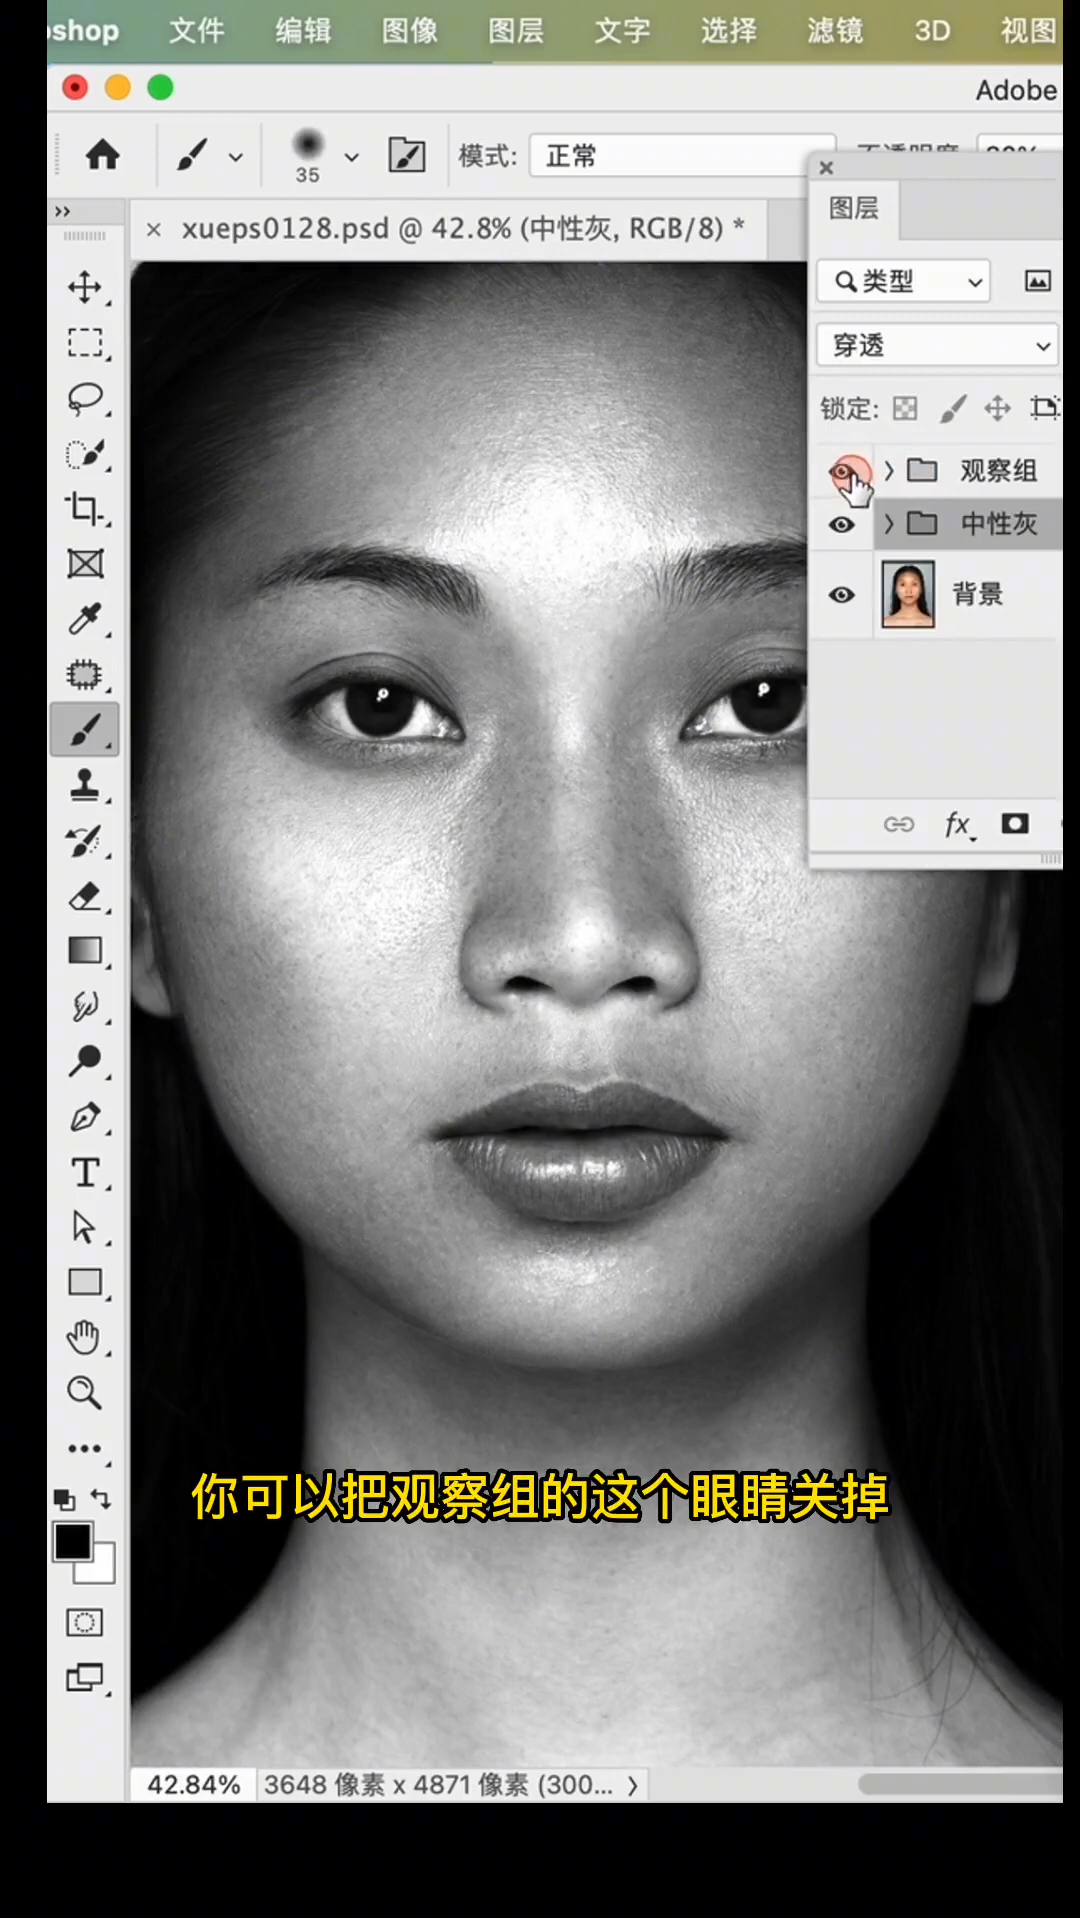 oshop 文件 编辑 图像 图层 文字 选择 滤镜 3D 视图
Adobe
35
模式: 正常
图层
xueps0128.psd @ 42.8% (中性灰, RGB/8) *
类型
穿透
锁定:
观察组
中性灰
背景
fx
你可以把观察组的这个眼睛关掉
42.84% 3648 像素 x 4871 像素 (300...